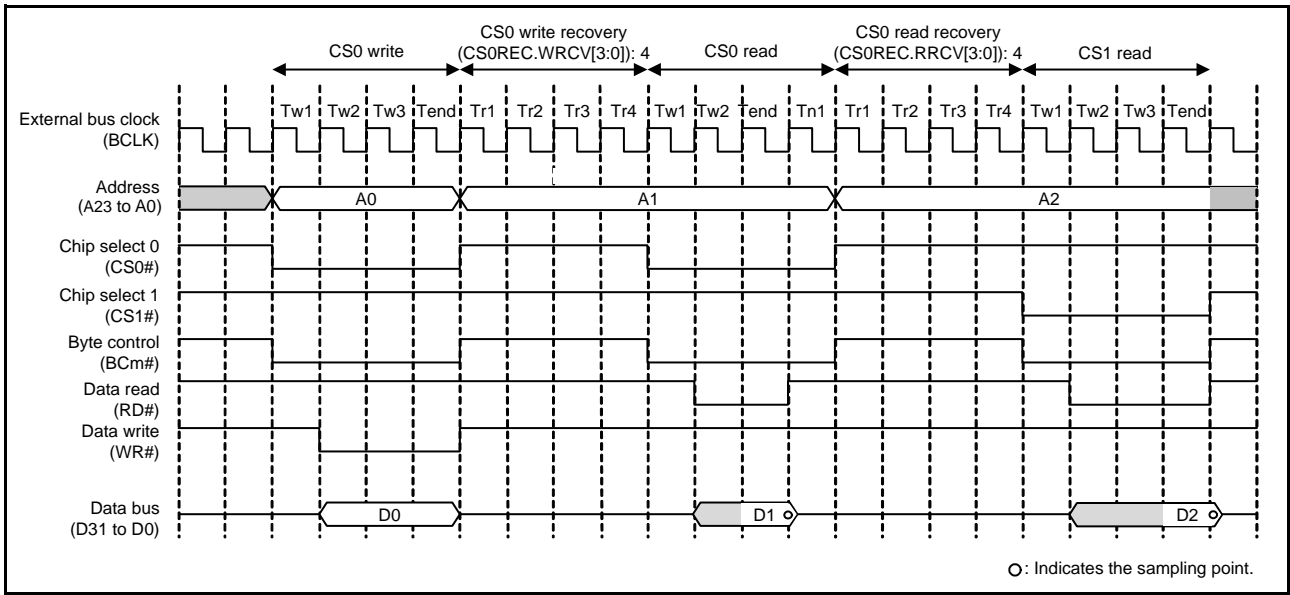 CS0 write
CS0 write recovery
(CS0REC.WRCV[3:0]): 4
CS0 read
CS0 read recovery
(CS0REC.RRCV[3:0]): 4
CS1 read
External bus clock
(BCLK)
Tw1 Tw2 Tw3 Tend Tr1 Tr2 Tr3 Tr4 Tw1 Tw2 Tend Tn1 Tr1 Tr2 Tr3 Tr4 Tw1 Tw2 Tw3 Tend
Address
(A23 to A0)
A0 A1 A2
Chip select 0
(CS0#)
Chip select 1
(CS1#)
Byte control
(BCm#)
Data read
(RD#)
Data write
(WR#)
Data bus
(D31 to D0)
D0 D1 D2
: Indicates the sampling point.